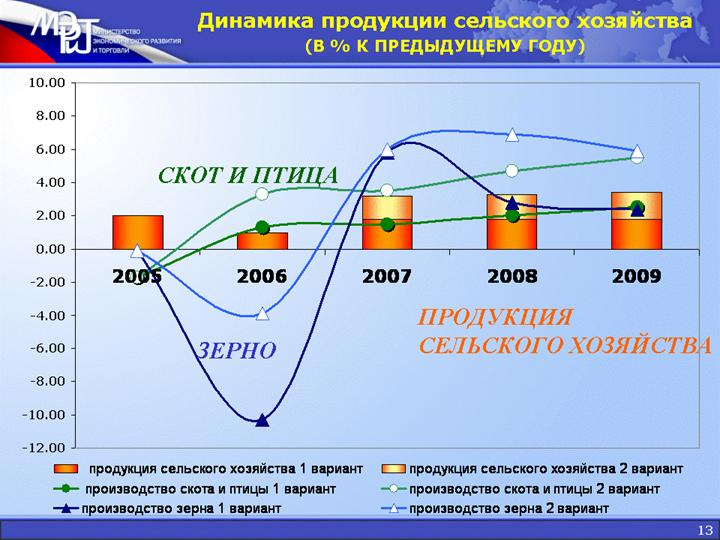 Динамика продукции сельского хозяйства
(В % К ПРЕДЫДУЩЕМУ ГОДУ)
МЭРТ
МИНИСТЕРСТВО
ЭКОНОМИЧЕСКОГО РАЗВИТИЯ
И ТОРГОВЛИ
10.00
8.00
6.00
4.00
2.00
0.00
-2.00
-4.00
-6.00
-8.00
-10.00
-12.00
СКОТ И ПТИЦА
2005 2006 2007 2008 2009
ЗЕРНО
ПРОДУКЦИЯ
СЕЛЬСКОГО ХОЗЯЙСТВА
продукция сельского хозяйства 1 вариант
продукция сельского хозяйства 2 вариант
производство скота и птицы 1 вариант
производство скота и птицы 2 вариант
производство зерна 1 вариант
производство зерна 2 вариант
13